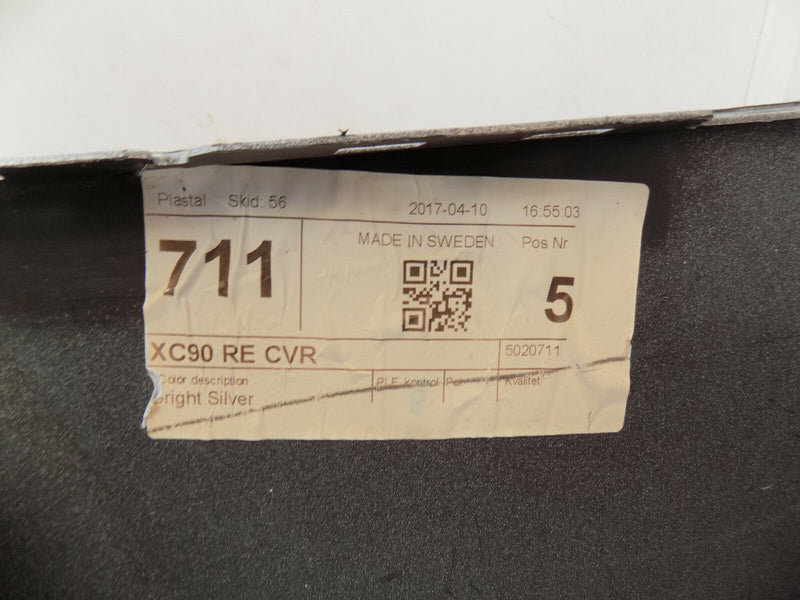 Plastal Skid: 56 2017-04-10 16:55:03
711 MADE IN SWEDEN Pos Nr
5
XC90 RE CVR 5020711
Color description PLF kontrol Kvalitet
Bright Silver